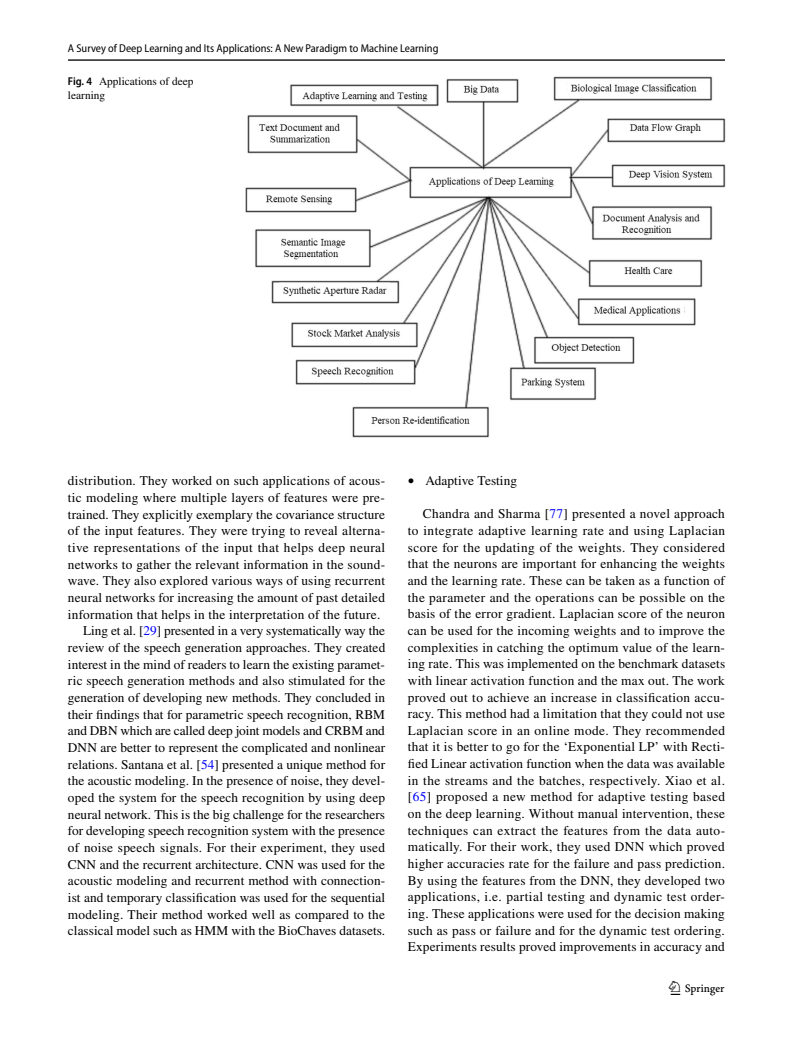 A Survey of Deep Learning and Its Applications: A New Paradigm to Machine Learning
Fig. 4 Applications of deep
learning
Adaptive Learning and Testing
Big Data
Biological Image Classification
Text Document and
Summarization
Data Flow Graph
Applications of Deep Learning
Deep Vision System
Remote Sensing
Document Analysis and
Recognition
Semantic Image
Segmentation
Health Care
Synthetic Aperture Radar
Medical Applications
Stock Market Analysis
Object Detection
Speech Recognition
Parking System
Person Re-identification
distribution. They worked on such applications of acous-
tic modeling where multiple layers of features were pre-
trained. They explicitly exemplary the covariance structure
of the input features. They were trying to reveal alterna-
tive representations of the input that helps deep neural
networks to gather the relevant information in the sound-
wave. They also explored various ways of using recurrent
neural networks for increasing the amount of past detailed
information that helps in the interpretation of the future.
Ling et al. [29] presented in a very systematically way the
review of the speech generation approaches. They created
interest in the mind of readers to learn the existing paramet-
ric speech generation methods and also stimulated for the
generation of developing new methods. They concluded in
their findings that for parametric speech recognition, RBM
and DBN which are called deep joint models and CRBM and
DNN are better to represent the complicated and nonlinear
relations. Santana et al. [54] presented a unique method for
the acoustic modeling. In the presence of noise, they devel-
oped the system for the speech recognition by using deep
neural network. This is the big challenge for the researchers
for developing speech recognition system with the presence
of noise speech signals. For their experiment, they used
CNN and the recurrent architecture. CNN was used for the
acoustic modeling and recurrent method with connection-
ist and temporary classification was used for the sequential
modeling. Their method worked well as compared to the
classical model such as HMM with the BioChaves datasets.
• Adaptive Testing
Chandra and Sharma [77] presented a novel approach
to integrate adaptive learning rate and using Laplacian
score for the updating of the weights. They considered
that the neurons are important for enhancing the weights
and the learning rate. These can be taken as a function of
the parameter and the operations can be possible on the
basis of the error gradient. Laplacian score of the neuron
can be used for the incoming weights and to improve the
complexities in catching the optimum value of the learn-
ing rate. This was implemented on the benchmark datasets
with linear activation function and the max out. The work
proved out to achieve an increase in classification accu-
racy. This method had a limitation that they could not use
Laplacian score in an online mode. They recommended
that it is better to go for the ‘Exponential LP’ with Recti-
fied Linear activation function when the data was available
in the streams and the batches, respectively. Xiao et al.
[65] proposed a new method for adaptive testing based
on the deep learning. Without manual intervention, these
techniques can extract the features from the data auto-
matically. For their work, they used DNN which proved
higher accuracies rate for the failure and pass prediction.
By using the features from the DNN, they developed two
applications, i.e. partial testing and dynamic test order-
ing. These applications were used for the decision making
such as pass or failure and for the dynamic test ordering.
Experiments results proved improvements in accuracy and
Springer